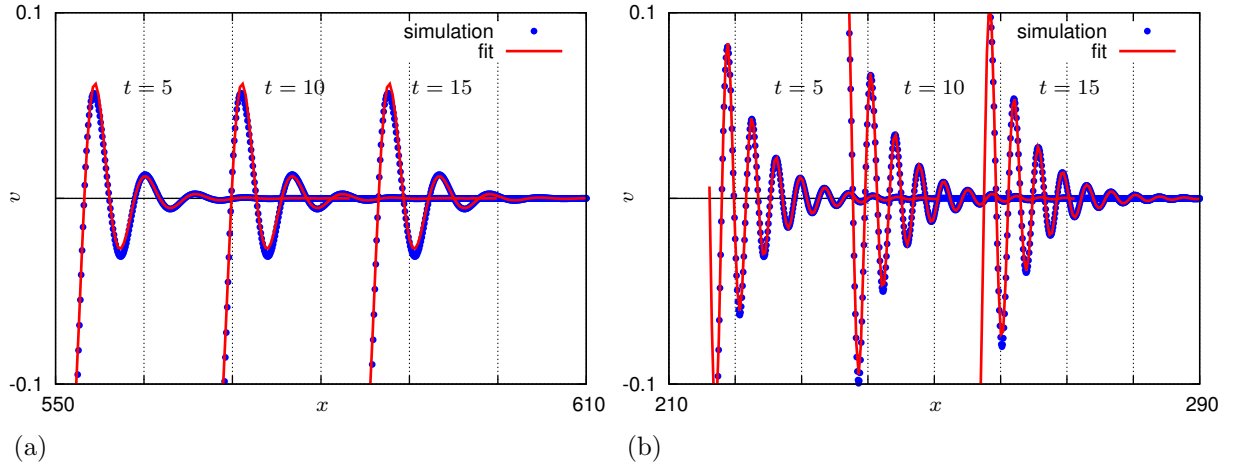 0.1
simulation
fit
t = 5
t = 10
t = 15
v
-0.1
550
x
610
(a)
0.1
simulation
fit
t = 5
t = 10
t = 15
v
-0.1
210
x
290
(b)